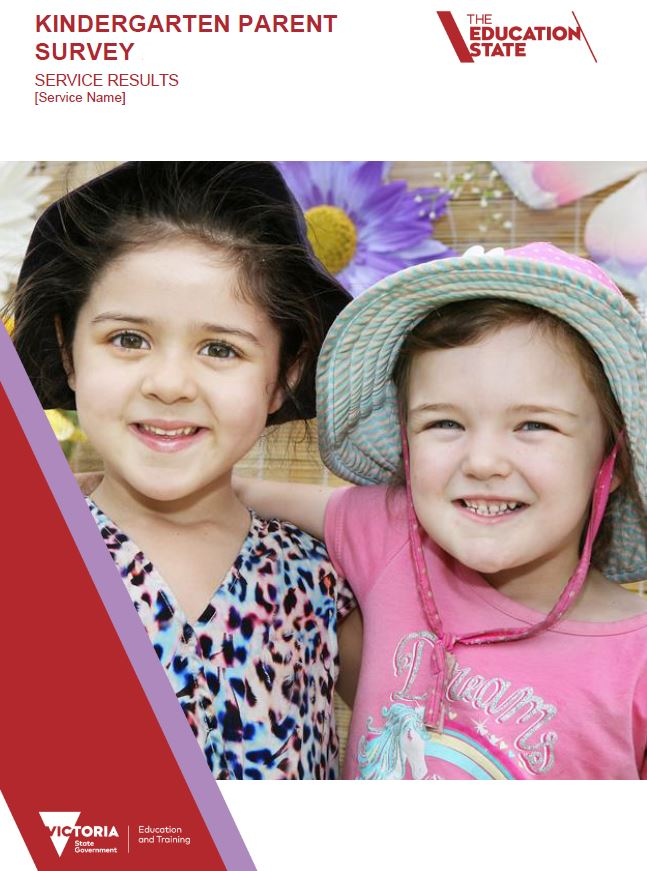 KINDERGARTEN PARENT
SURVEY
SERVICE RESULTS
[Service Name]
THE
EDUCATION
STATE
Dreams
VICTORIA
State
Government
Education
and Training